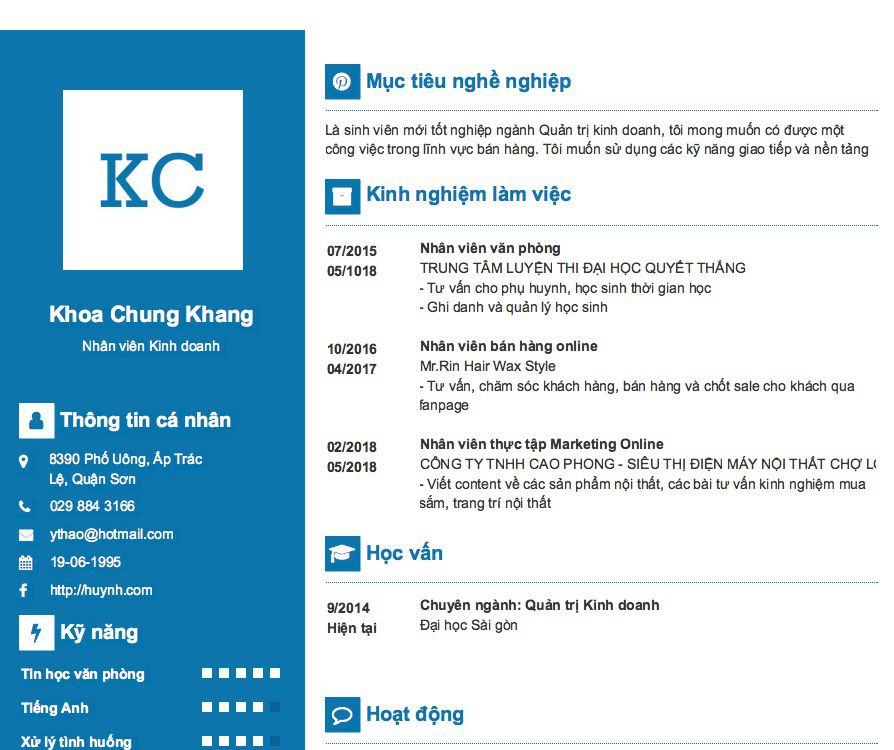 KC
Khoa Chung Khang
Nhân viên Kinh doanh
Thông tin cá nhân
8390 Phố Uông, Ấp Trác
Lệ, Quận Sơn
029 884 3166
ythao@hotmail.com
19-06-1995
http://huynh.com
Kỹ năng
Tin học văn phòng
Tiếng Anh
Xử lý tình huống
Mục tiêu nghề nghiệp
Là sinh viên mới tốt nghiệp ngành Quản trị kinh doanh, tôi mong muốn có được một
công việc trong lĩnh vực bán hàng. Tôi muốn sử dụng các kỹ năng giao tiếp và nền tảng
Kinh nghiệm làm việc
07/2015
05/1018
Nhân viên văn phòng
TRUNG TÂM LUYỆN THI ĐẠI HỌC QUYẾT THẮNG
- Tư vấn cho phụ huynh, học sinh thời gian học
- Ghi danh và quản lý học sinh
10/2016
04/2017
Nhân viên bán hàng online
Mr.Rin Hair Wax Style
- Tư vấn, chăm sóc khách hàng, bán hàng và chốt sale cho khách qua
fanpage
02/2018
05/2018
Nhân viên thực tập Marketing Online
CÔNG TY TNHH CAO PHONG - SIÊU THỊ ĐIỆN MÁY NỘI THẤT CHỢ
- Viết content về các sản phẩm nội thất, các bài tư vấn kinh nghiệm mua
sắm, trang trí nội thất
Học vấn
9/2014
Hiện tại
Chuyên ngành: Quản trị Kinh doanh
Đại học Sài gòn
Hoạt động